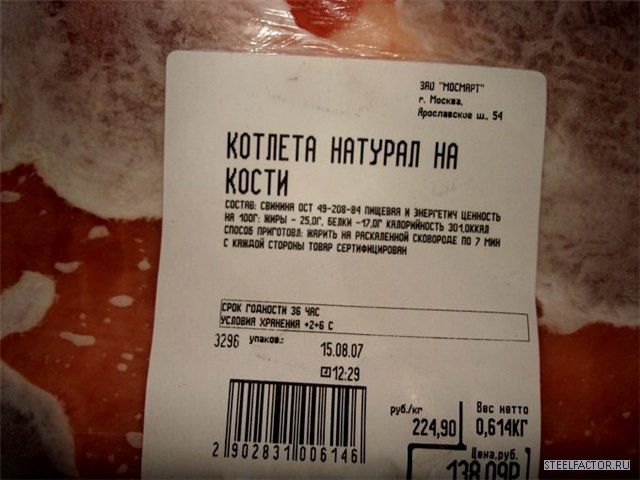 ЗАО "МОСМАРТ"
г. Москва,
Ярославское ш., 54
КОТЛЕТА НАТУРАЛ НА
КОСТИ
СОСТАВ: СВИНИНА ОСТ 49-208-84 ПИЩЕВАЯ И ЭНЕРГЕТИЧ ЦЕННОСТЬ
НА 100Г: ЖИРЫ - 25,0Г, БЕЛКИ -17,0Г КАЛОРИЙНОСТЬ 301,0ККАЛ
СПОСОБ ПРИГОТОВЛ: ЖАРИТЬ НА РАСКАЛЕННОЙ СКОВОРОДЕ ПО 7 МИН
С КАЖДОЙ СТОРОНЫ ТОВАР СЕРТИФИЦИРОВАН
СРОК ГОДНОСТИ 36 ЧАС
УСЛОВИЯ ХРАНЕНИЯ +2+6 С
3296 упаков.: 15.08.07
12:29
руб./кг Вес нетто
224,90 0,614КГ
2 902831 006146
Цена,руб.
138,09Р
STEELFACTOR.RU